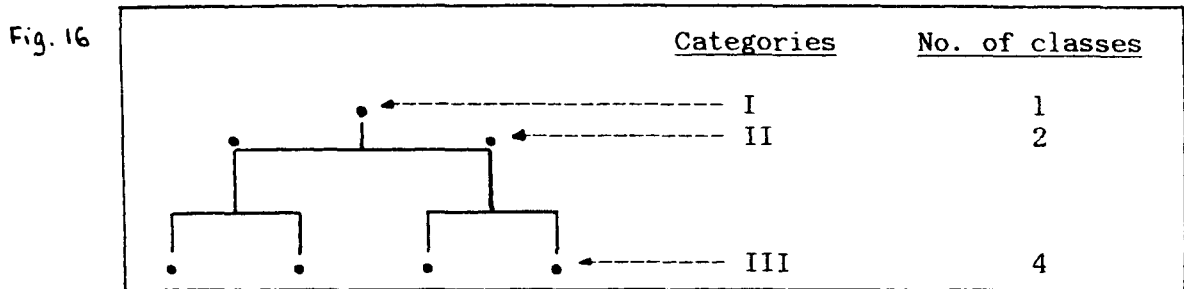 Fig. 16
Categories No. of classes
I 1
II 2
III 4